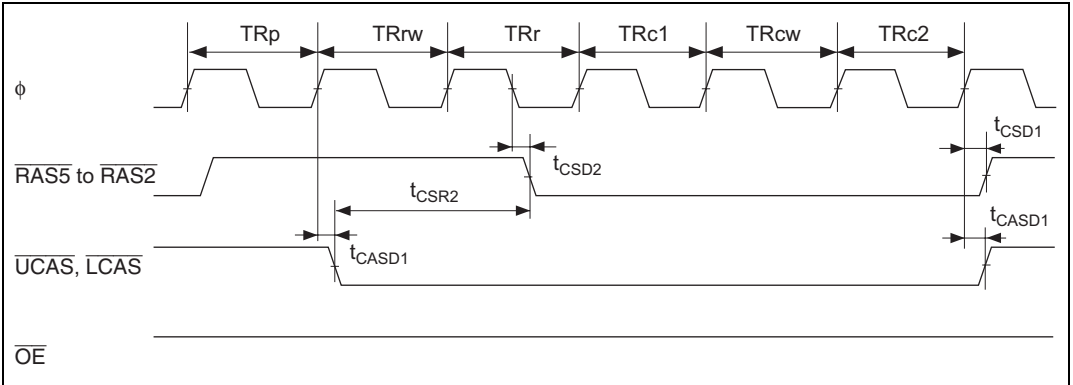 TRp TRrw TRr TRc1 TRcw TRc2
ϕ
tCSD1
RAS5 to RAS2
tCSD2
tCSR2
tCASD1
UCAS, LCAS
tCASD1
OE